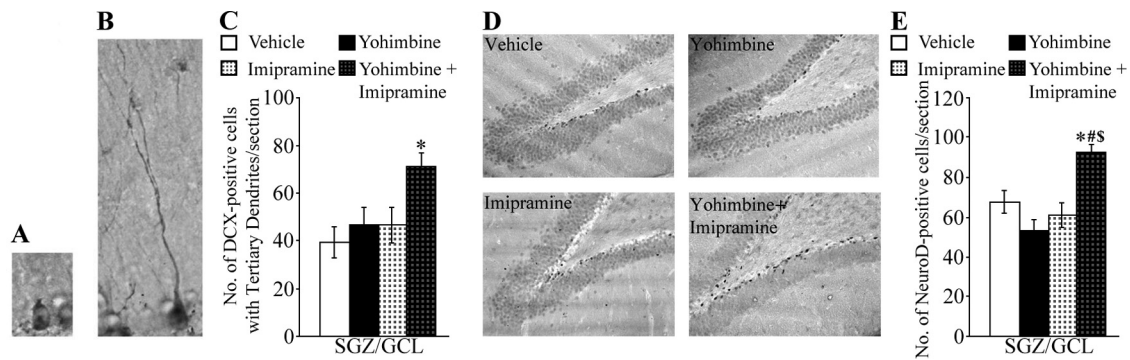 A
B
C
Vehicle
Yohimbine
Imipramine
Yohimbine +
Imipramine
No. of DCX-positive cells
with Tertiary Dendrites/section
100
80
60
40
20
0
*
SGZ/GCL
D
Vehicle
Yohimbine
Imipramine
Yohimbine+
Imipramine
E
Vehicle
Yohimbine
Imipramine
Yohimbine +
Imipramine
No. of NeuroD-positive cells/section
120
100
80
60
40
20
0
*#$
SGZ/GCL